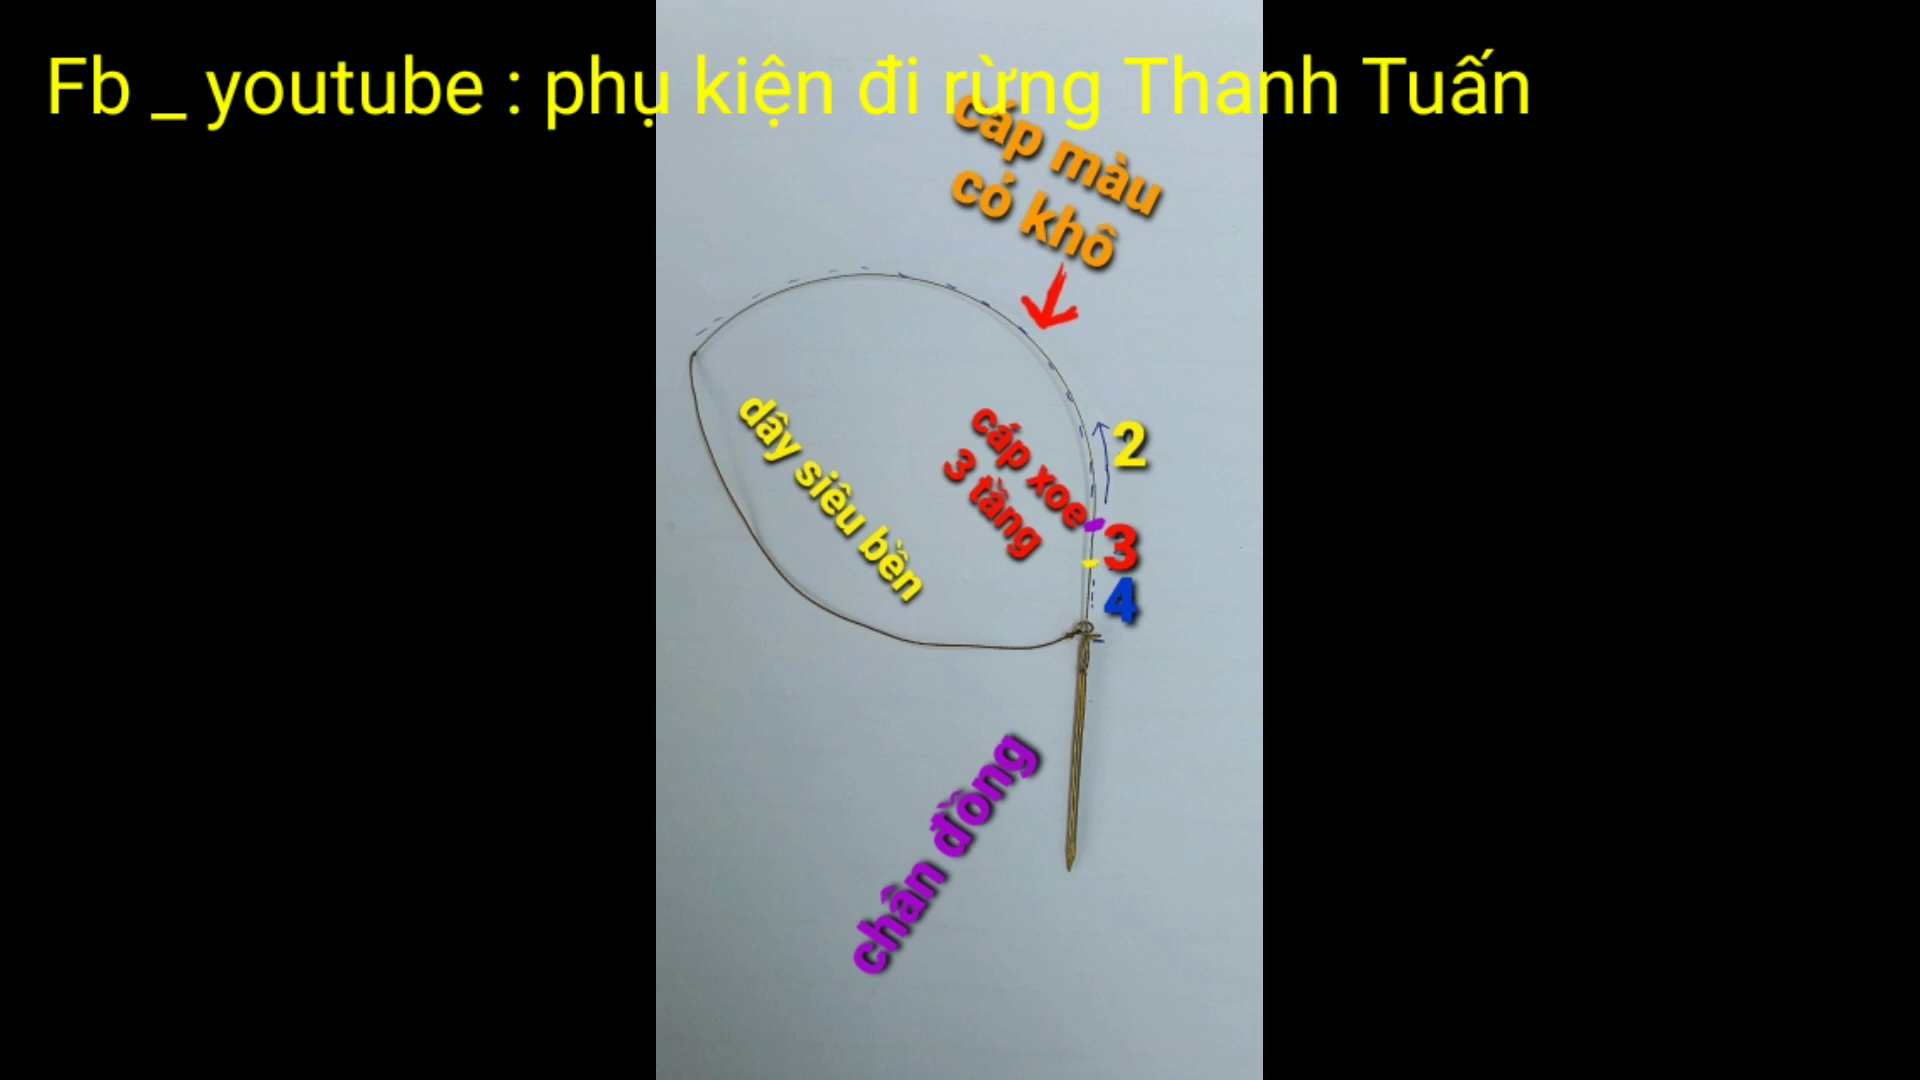 Fb _ youtube : phụ kiện đi rừng Thanh Tuấn
cáp màu
cỏ khô
dây siêu bền
cáp xoe
3 tầng
2
3
4
chân đồng